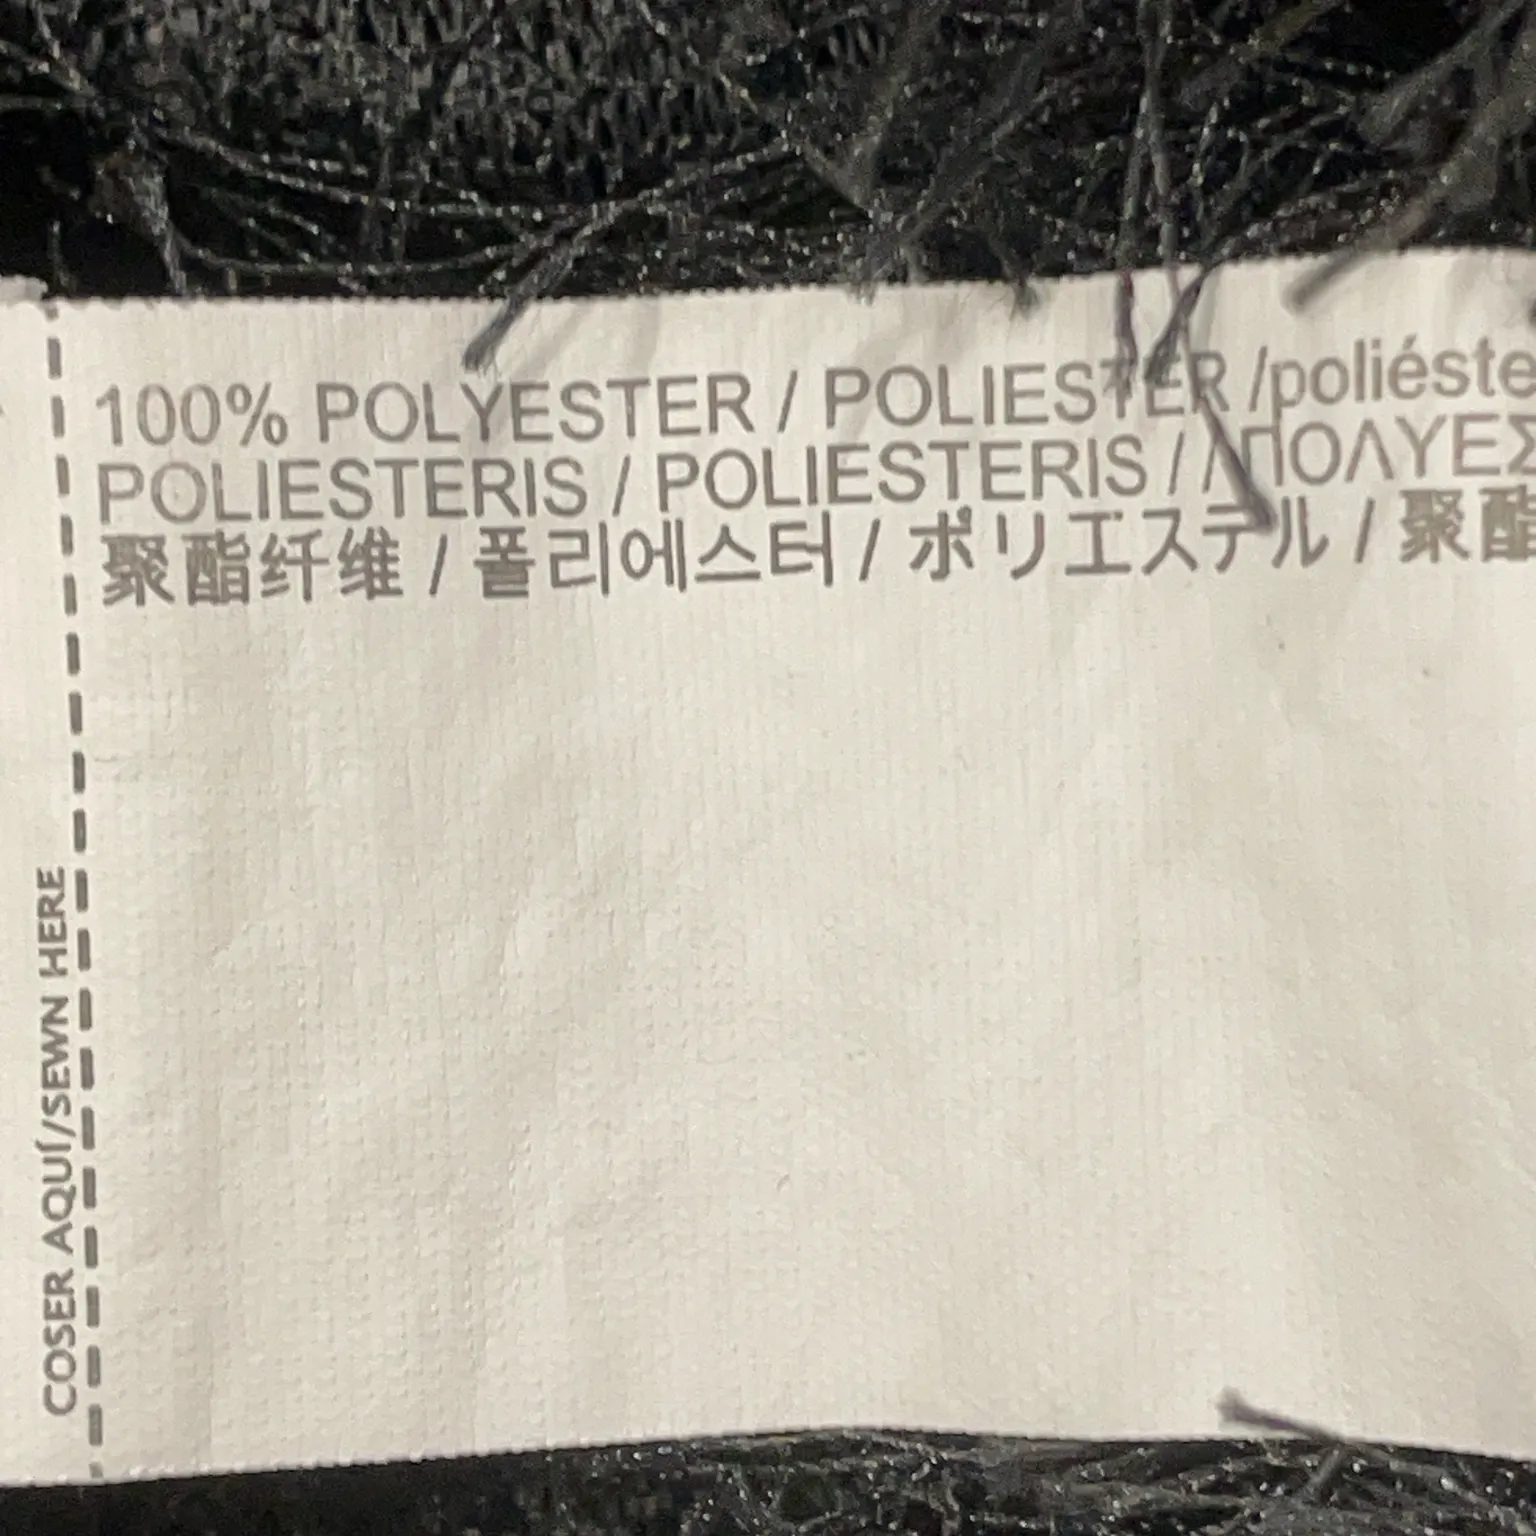 100% POLYESTER / POLIESTER /poliéste
POLIESTERIS / POLIESTERIS / / ΠΟΛΥΕΣ
聚酯纤维 / 폴리에스터 / ポリエステル / 聚酯
COSER AQUÍ/SEWN HERE